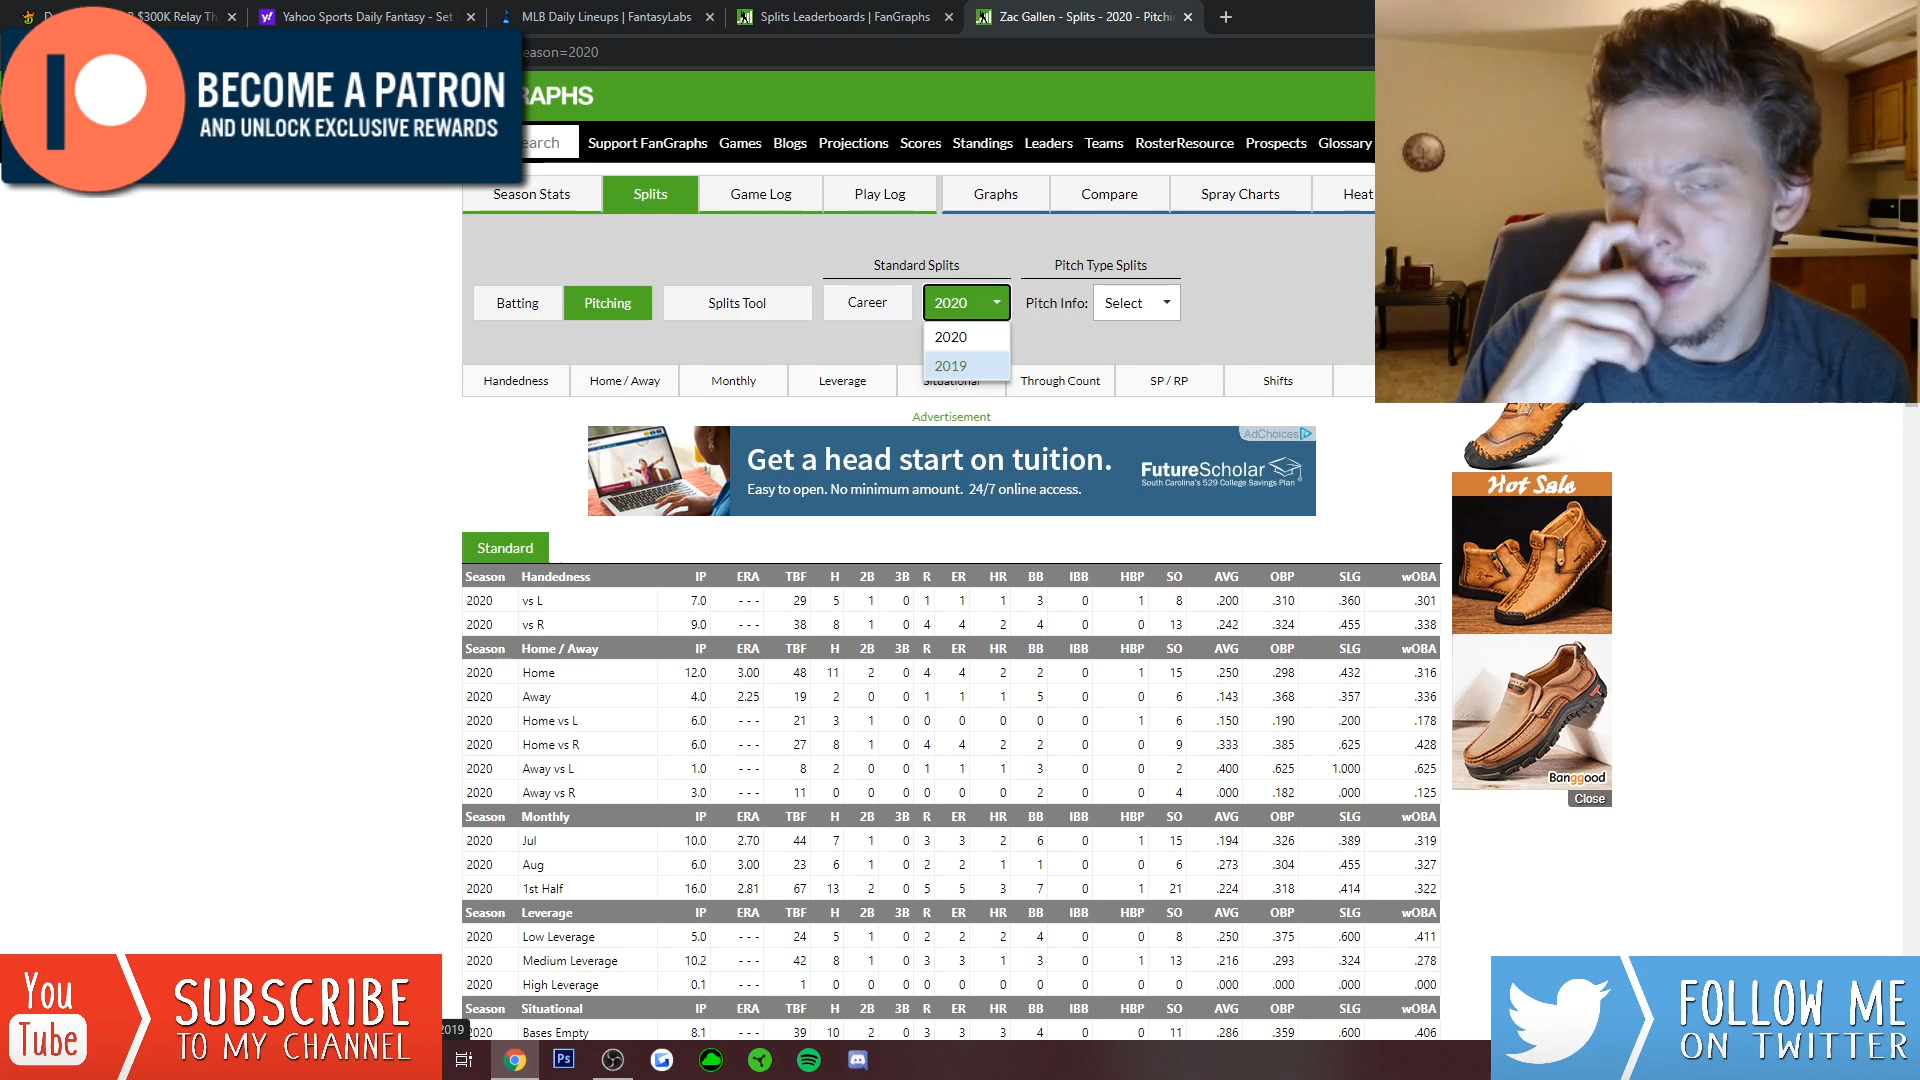 $300K Relay Th
Yahoo Sports Daily Fantasy - Set
MLB Daily Lineups | FantasyLabs
Splits Leaderboards | FanGraphs
Zac Gallen - Splits - 2020 - Pitchi
eason=2020
BECOME A PATRON
AND UNLOCK EXCLUSIVE REWARDS
RAPHS
earch Support FanGraphs Games Blogs Projections Scores Standings Leaders Teams RosterResource Prospects Glossary
Season Stats Splits Game Log Play Log Graphs Compare Spray Charts Heat
Standard Splits Pitch Type Splits
Batting Pitching Splits Tool Career 2020 Pitch Info: Select
2020
2019
Handedness Home / Away Monthly Leverage Situational Through Count SP / RP Shifts
Advertisement
AdChoices
Get a head start on tuition.
Easy to open. No minimum amount. 24/7 online access.
FutureScholar
South Carolina's 529 College Savings Plan
Hot Sale
Banggood
Close
Standard
Season Handedness IP ERA TBF H 2B 3B R ER HR BB IBB HBP SO AVG OBP SLG wOBA
2020 vs L 7.0 - - - 29 5 1 0 1 1 1 3 0 1 8 .200 .310 .360 .301
2020 vs R 9.0 - - - 38 8 1 0 4 4 2 4 0 0 13 .242 .324 .455 .338
Season Home / Away IP ERA TBF H 2B 3B R ER HR BB IBB HBP SO AVG OBP SLG wOBA
2020 Home 12.0 3.00 48 11 2 0 4 4 2 2 0 1 15 .250 .298 .432 .316
2020 Away 4.0 2.25 19 2 0 0 1 1 1 5 0 0 6 .143 .368 .357 .336
2020 Home vs L 6.0 - - - 21 3 1 0 0 0 0 0 0 1 6 .150 .190 .200 .178
2020 Home vs R 6.0 - - - 27 8 1 0 4 4 2 2 0 0 9 .333 .385 .625 .428
2020 Away vs L 1.0 - - - 8 2 0 0 1 1 1 3 0 0 2 .400 .625 1.000 .625
2020 Away vs R 3.0 - - - 11 0 0 0 0 0 0 2 0 0 4 .000 .182 .000 .125
Season Monthly IP ERA TBF H 2B 3B R ER HR BB IBB HBP SO AVG OBP SLG wOBA
2020 Jul 10.0 2.70 44 7 1 0 3 3 2 6 0 1 15 .194 .326 .389 .319
2020 Aug 6.0 3.00 23 6 1 0 2 2 1 1 0 0 6 .273 .304 .455 .327
2020 1st Half 16.0 2.81 67 13 2 0 5 5 3 7 0 1 21 .224 .318 .414 .322
Season Leverage IP ERA TBF H 2B 3B R ER HR BB IBB HBP SO AVG OBP SLG wOBA
2020 Low Leverage 5.0 - - - 24 5 1 0 2 2 2 4 0 0 8 .250 .375 .600 .411
2020 Medium Leverage 10.2 - - - 42 8 1 0 3 3 1 3 0 1 13 .216 .293 .324 .278
2020 High Leverage 0.1 - - - 1 0 0 0 0 0 0 0 0 0 0 .000 .000 .000 .000
Season Situational IP ERA TBF H 2B 3B R ER HR BB IBB HBP SO AVG OBP SLG wOBA
2020 Bases Empty 8.1 - - - 39 10 2 0 3 3 3 4 0 0 11 .286 .359 .600 .406
2019
You
Tube
SUBSCRIBE
TO MY CHANNEL
Ps
FOLLOW ME
ON TWITTER